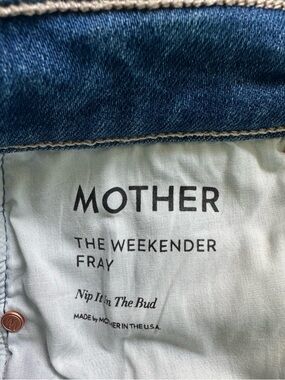 MOTHER
THE WEEKENDER
FRAY
Nip It In The Bud
MADE by MOTHER IN THE U.S.A.